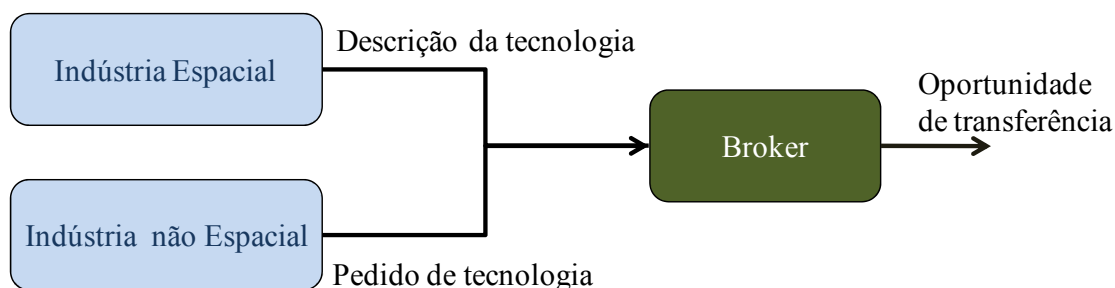 Descrição da tecnologia
Indústria Espacial
Oportunidade
de transferência
Broker
Indústria não Espacial
Pedido de tecnologia